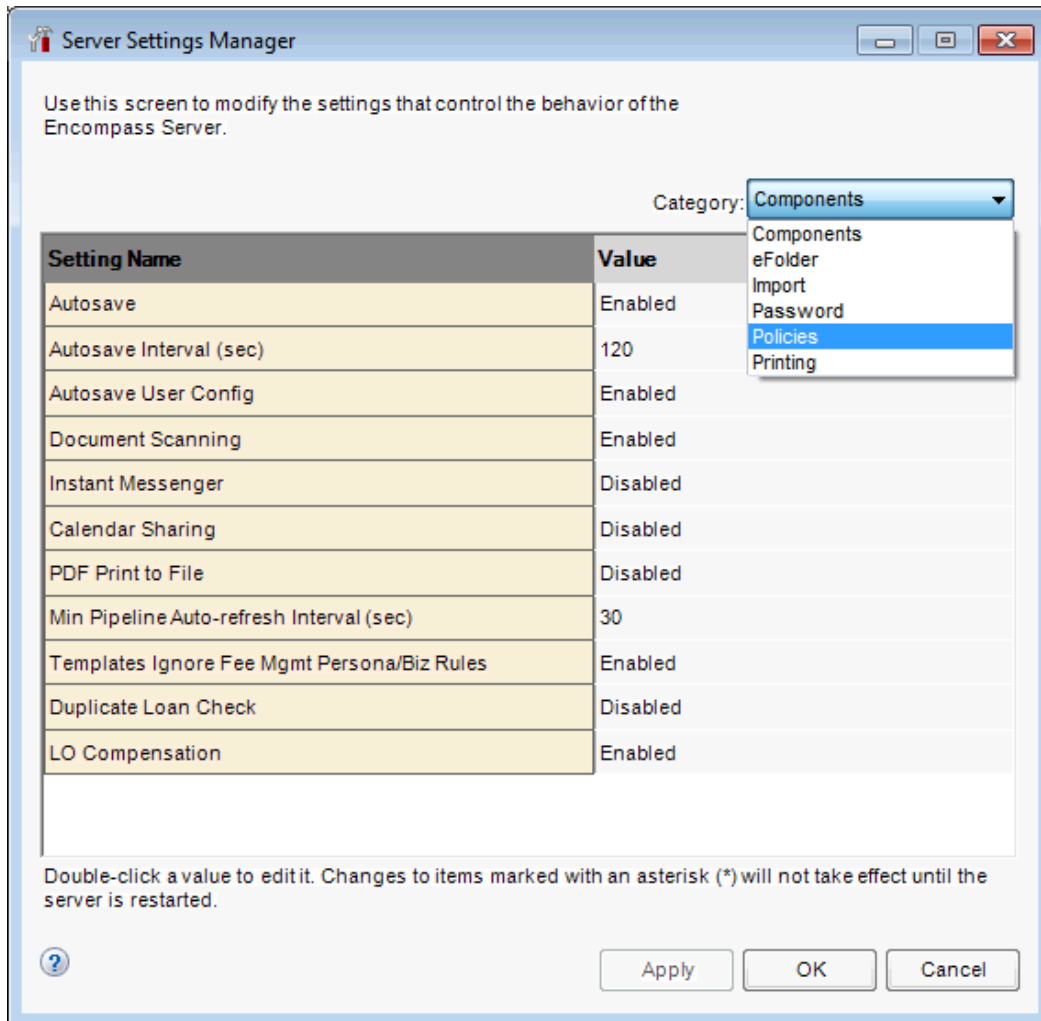 Server Settings Manager
Use this screen to modify the settings that control the behavior of the
Encompass Server.
Category: Components
Components
eFolder
Import
Password
Policies
Printing
Setting Name Value
Autosave Enabled
Autosave Interval (sec) 120
Autosave User Config Enabled
Document Scanning Enabled
Instant Messenger Disabled
Calendar Sharing Disabled
PDF Print to File Disabled
Min Pipeline Auto-refresh Interval (sec) 30
Templates Ignore Fee Mgmt Persona/Biz Rules Enabled
Duplicate Loan Check Disabled
LO Compensation Enabled
Double-click a value to edit it. Changes to items marked with an asterisk (*) will not take effect until the
server is restarted.
? Apply OK Cancel